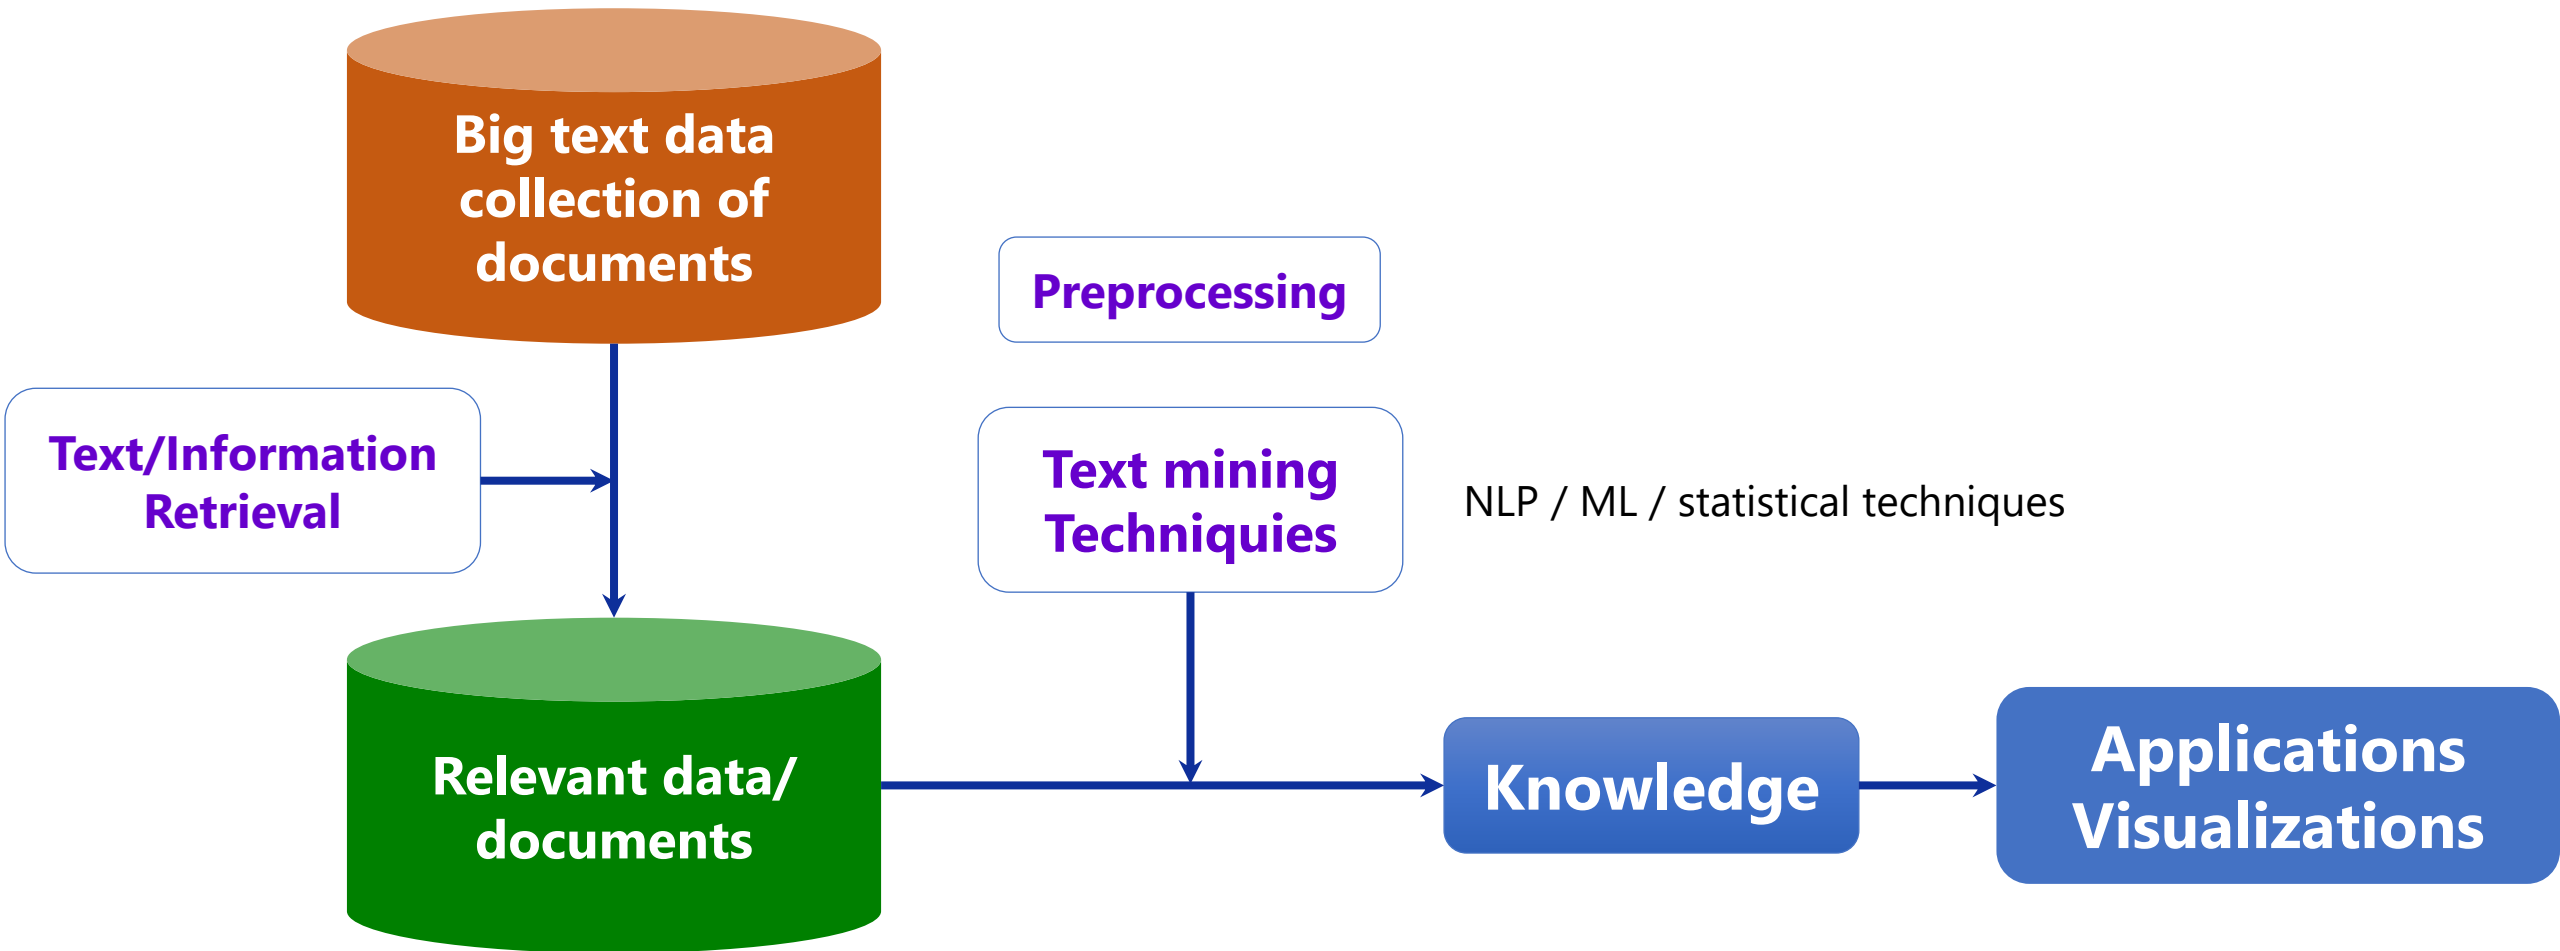 Big text data
collection of
documents
Preprocessing
Text/Information
Retrieval
Text mining
Techniquies
NLP / ML / statistical techniques
Relevant data/
documents
Knowledge
Applications
Visualizations